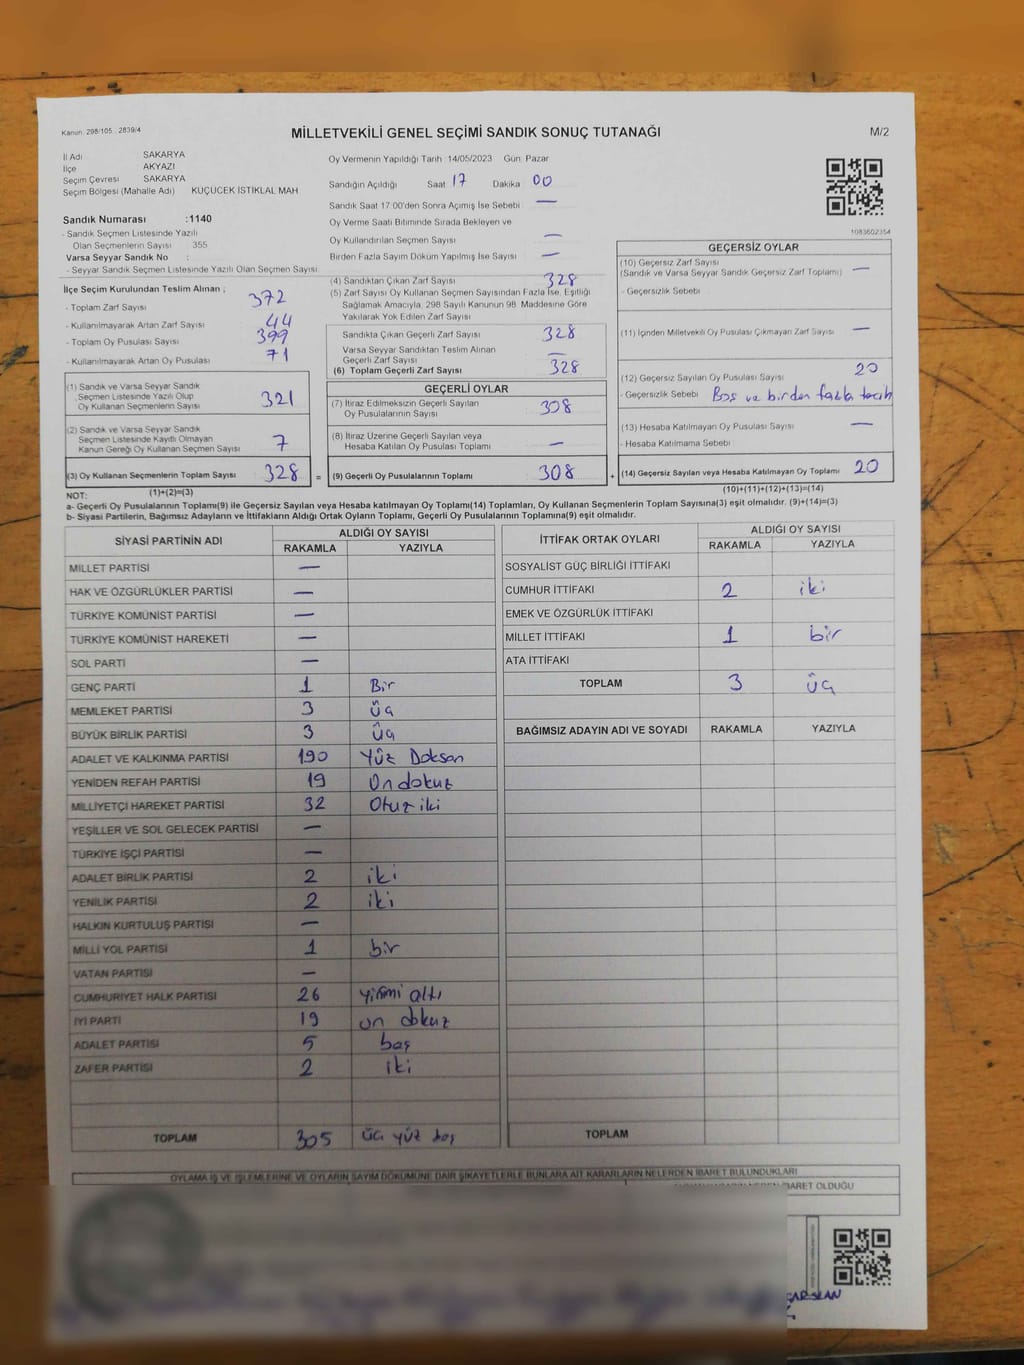 Kanun: 298/105 , 2839/4
MİLLETVEKİLİ GENEL SEÇİMİ SANDIK SONUÇ TUTANAĞI
M/2
İl Adı SAKARYA
İlçe AKYAZI
Seçim Çevresi SAKARYA
Seçim Bölgesi (Mahalle Adı) KÜÇÜCEK İSTİKLAL MAH
Sandık Numarası :1140
- Sandık Seçmen Listesinde Yazılı
Olan Seçmenlerin Sayısı 355
Varsa Seyyar Sandık No :
- Seyyar Sandık Seçmen Listesinde Yazılı Olan Seçmen Sayısı:
Oy Vermenin Yapıldığı Tarih 14/05/2023 Gün: Pazar
Sandığın Açıldığı Saat 17 Dakika 00
Sandık Saat 17:00'den Sonra Açımış İse Sebebi —
Oy Verme Saati Bitiminde Sırada Bekleyen ve
Oy Kullandırılan Seçmen Sayısı —
Birden Fazla Sayım Döküm Yapılmış İse Sayısı —
1083602354
İlçe Seçim Kurulundan Teslim Alınan ;
- Toplam Zarf Sayısı 372
- Kullanılmayarak Artan Zarf Sayısı 44
- Toplam Oy Pusulası Sayısı 399
- Kullanılmayarak Artan Oy Pusulası 71
(1) Sandık ve Varsa Seyyar Sandık
Seçmen Listesinde Yazılı Olup
Oy Kullanan Seçmenlerin Sayısı 321
(2) Sandık ve Varsa Seyyar Sandık
Seçmen Listesinde Kayıtlı Olmayan
Kanun Gereği Oy Kullanan Seçmen Sayısı 7
(3) Oy Kullanan Seçmenlerin Toplam Sayısı 328 =
(1)+(2)=(3)
(4) Sandıktan Çıkan Zarf Sayısı 328
(5) Zarf Sayısı Oy Kullanan Seçmen Sayısından Fazla İse, Eşitliği
Sağlamak Amacıyla, 298 Sayılı Kanunun 98. Maddesine Göre
Yakılarak Yok Edilen Zarf Sayısı
Sandıkta Çıkan Geçerli Zarf Sayısı 328
Varsa Seyyar Sandıktan Teslim Alınan
Geçerli Zarf Sayısı —
(6) Toplam Geçerli Zarf Sayısı 328
GEÇERLİ OYLAR
(7) İtiraz Edilmeksizin Geçerli Sayılan
Oy Pusulalarının Sayısı 308
(8) İtiraz Üzerine Geçerli Sayılan veya
Hesaba Katılan Oy Pusulası Toplamı —
(9) Geçerli Oy Pusulalarının Toplamı 308 +
GEÇERSİZ OYLAR
(10) Geçersiz Zarf Sayısı
(Sandık ve Varsa Seyyar Sandık Geçersiz Zarf Toplamı) —
- Geçersizlik Sebebi
(11) İçinden Milletvekili Oy Pusulası Çıkmayan Zarf Sayısı —
(12) Geçersiz Sayılan Oy Pusulası Sayısı 20
- Geçersizlik Sebebi Boş ve birden fazla tercih
(13) Hesaba Katılmayan Oy Pusulası Sayısı —
- Hesaba Katılmama Sebebi
(14) Geçersiz Sayılan veya Hesaba Katılmayan Oy Toplamı 20
(10)+(11)+(12)+(13)=(14)
NOT:
a- Geçerli Oy Pusulalarının Toplamı(9) ile Geçersiz Sayılan veya Hesaba katılmayan Oy Toplamı(14) Toplamları, Oy Kullanan Seçmenlerin Toplam Sayısına(3) eşit olmalıdır. (9)+(14)=(3)
b- Siyasi Partilerin, Bağımsız Adayların ve İttifakların Aldığı Ortak Oyların Toplamı, Geçerli Oy Pusulalarının Toplamına(9) eşit olmalıdır.
SİYASİ PARTİNİN ADI ALDIĞI OY SAYISI
RAKAMLA YAZIYLA
MİLLET PARTİSİ —
HAK VE ÖZGÜRLÜKLER PARTİSİ —
TÜRKİYE KOMÜNİST PARTİSİ —
TÜRKİYE KOMÜNİST HAREKETİ —
SOL PARTİ —
GENÇ PARTİ 1 Bir
MEMLEKET PARTİSİ 3 üç
BÜYÜK BİRLİK PARTİSİ 3 üç
ADALET VE KALKINMA PARTİSİ 190 Yüz Doksan
YENİDEN REFAH PARTİSİ 19 On dokuz
MİLLİYETÇİ HAREKET PARTİSİ 32 Otuz iki
YEŞİLLER VE SOL GELECEK PARTİSİ —
TÜRKİYE İŞÇİ PARTİSİ —
ADALET BİRLİK PARTİSİ 2 iki
YENİLİK PARTİSİ 2 iki
HALKIN KURTULUŞ PARTİSİ —
MİLLİ YOL PARTİSİ 1 bir
VATAN PARTİSİ —
CUMHURİYET HALK PARTİSİ 26 yirmi altı
İYİ PARTİ 19 on dokuz
ADALET PARTİSİ 5 beş
ZAFER PARTİSİ 2 iki
TOPLAM 305 üç yüz beş
İTTİFAK ORTAK OYLARI ALDIĞI OY SAYISI
RAKAMLA YAZIYLA
SOSYALİST GÜÇ BİRLİĞİ İTTİFAKI
CUMHUR İTTİFAKI 2 iki
EMEK VE ÖZGÜRLÜK İTTİFAKI
MİLLET İTTİFAKI 1 bir
ATA İTTİFAKI
TOPLAM 3 üç
BAĞIMSIZ ADAYIN ADI VE SOYADI RAKAMLA YAZIYLA
TOPLAM
OYLAMA İŞ VE İŞLEMLERİNE VE OYLARIN SAYIM DÖKÜMÜNE DAİR ŞİKAYETLERLE BUNLARA AİT KARARLARIN NELERDEN İBARET BULUNDUKLARI
OLDUĞU